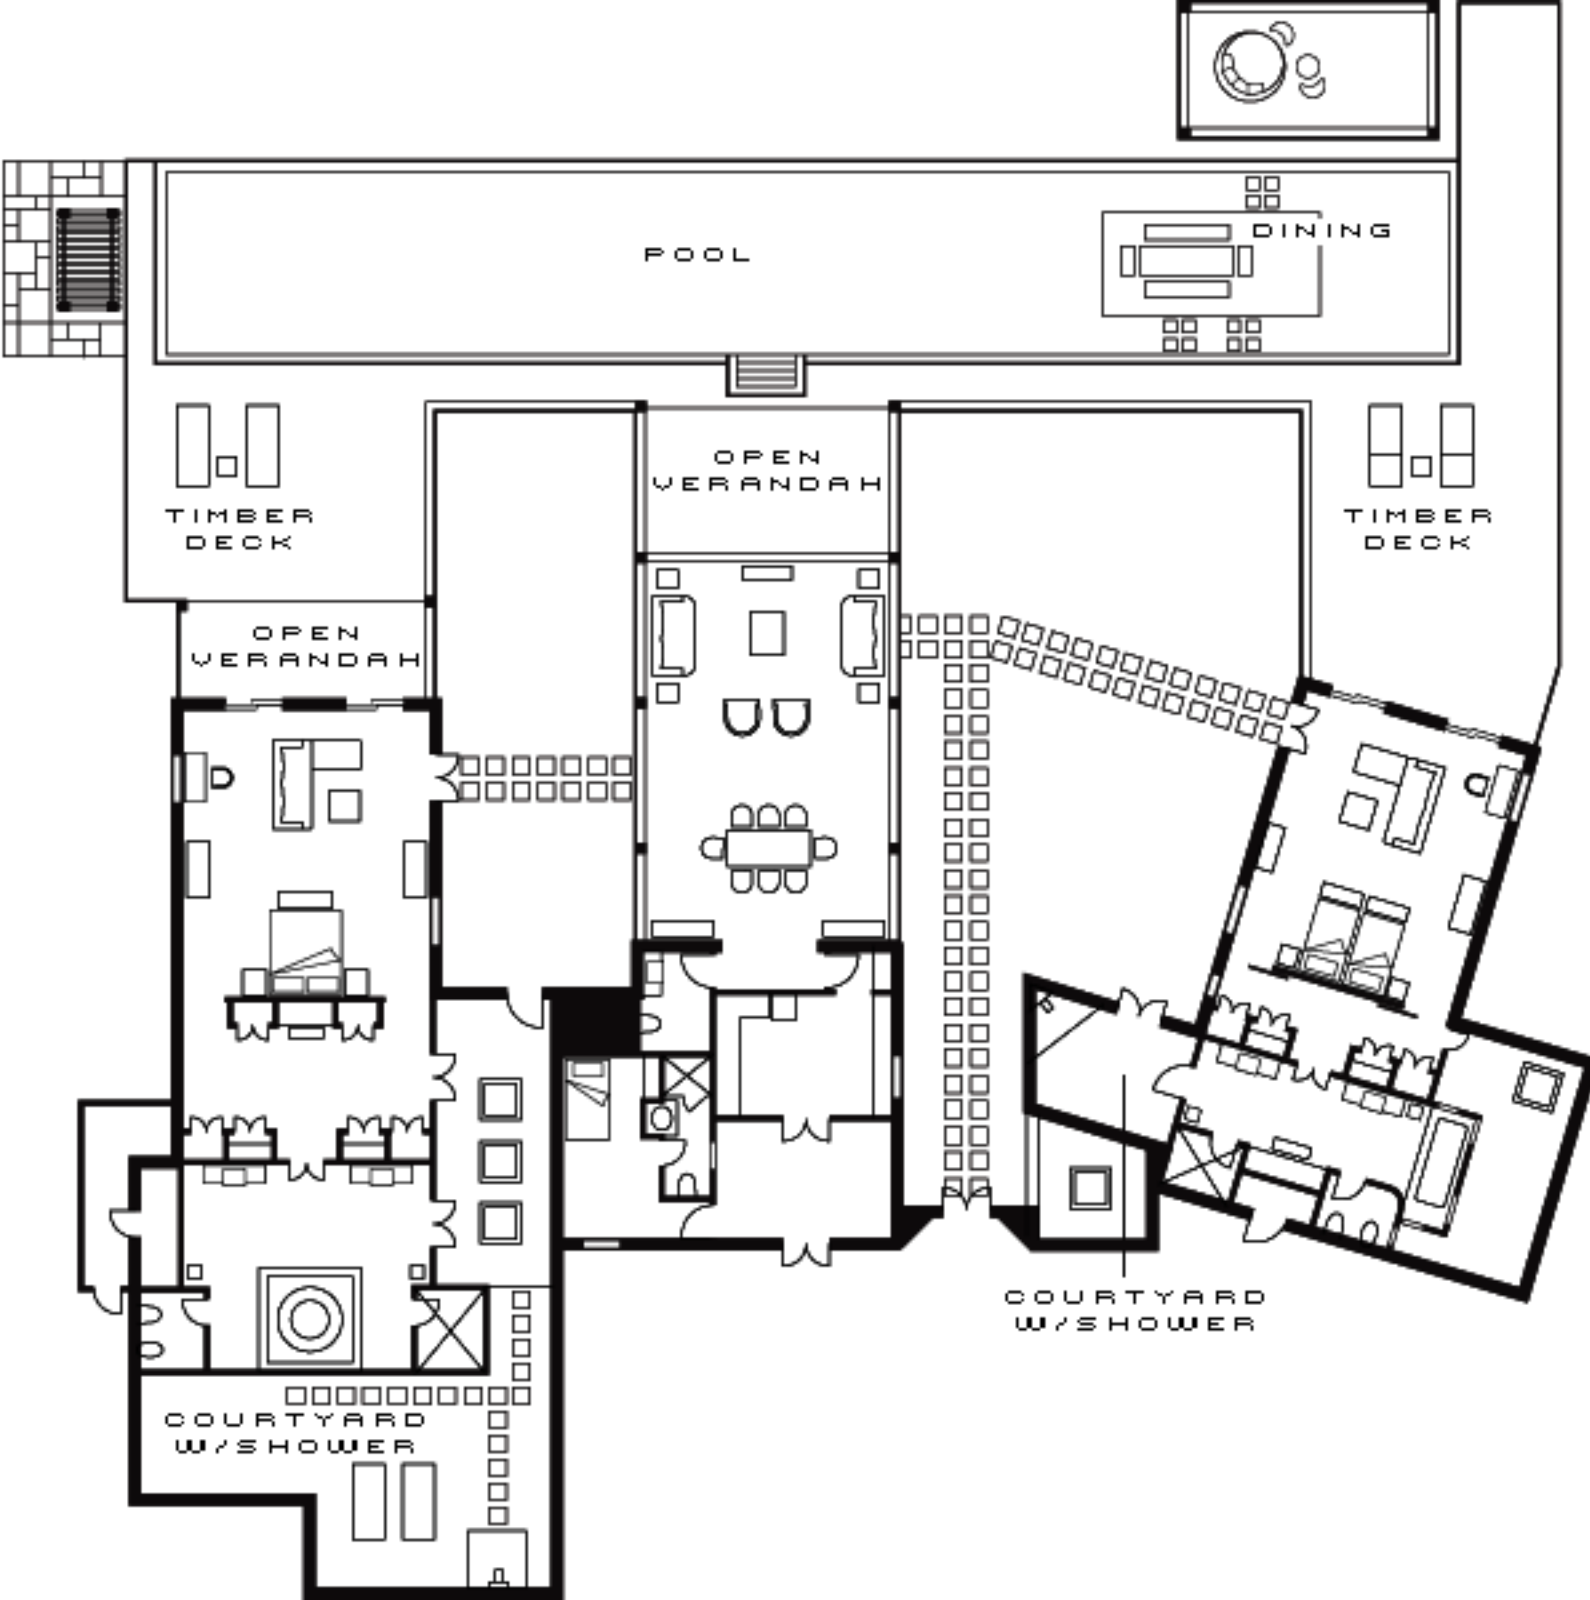 DINING
POOL
OPEN
VERANDAH
TIMBER
DECK
TIMBER
DECK
OPEN
VERANDAH
COURTYARD
W/SHOWER
COURTYARD
W/SHOWER